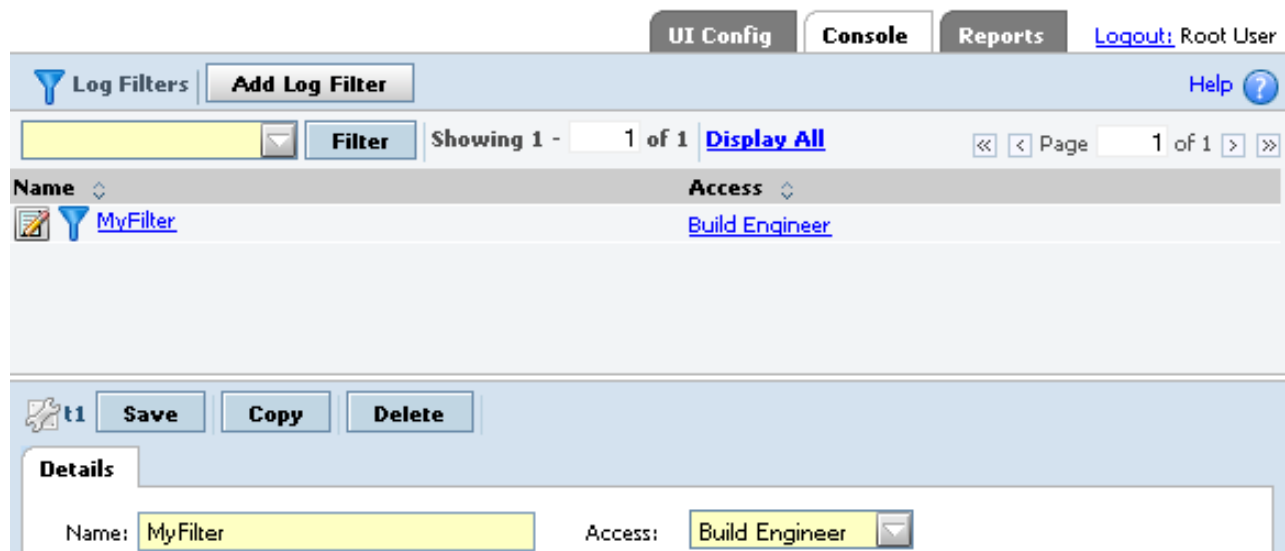 UI Config Console Reports Logout: Root User
Log Filters Add Log Filter Help ?
Filter Showing 1 - 1 of 1 Display All « < Page 1 of 1 > »
Name Access
MyFilter Build Engineer
t1 Save Copy Delete
Details
Name: MyFilter Access: Build Engineer